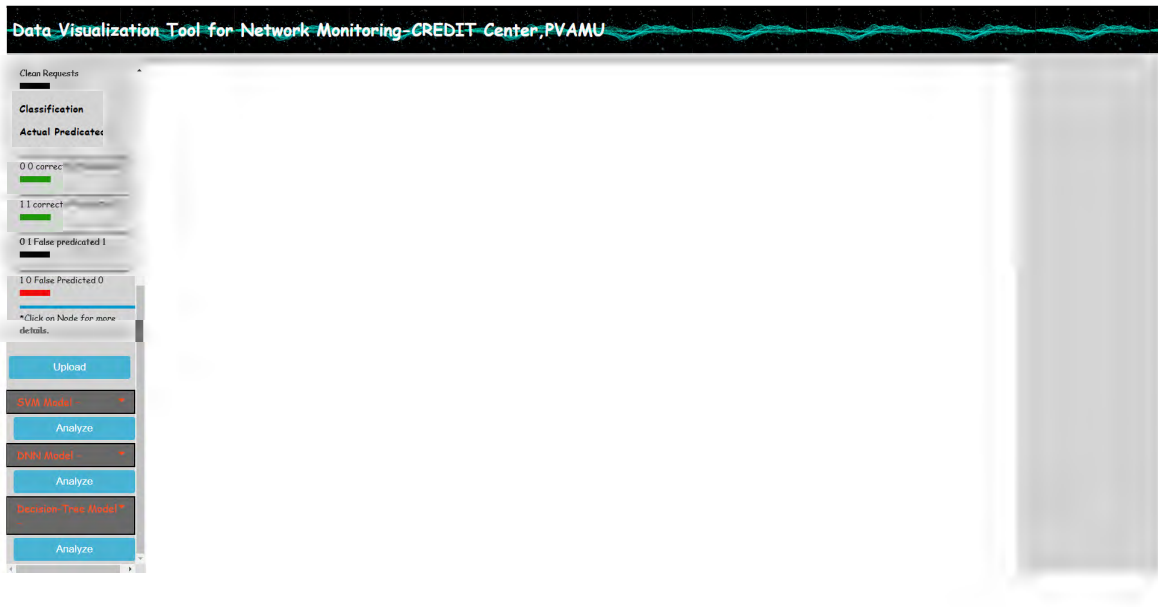 Data Visualization Tool for Network Monitoring-CREDIT Center,PVAMU
Clean Requests
Classification
Actual Predicated
0 0 correct
1 1 correct
0 1 False predicated 1
1 0 False Predicted 0
*Click on Node for more
details.
Upload
SVM Model - *
Analyze
DNN Model - *
Analyze
Decision-Tree Model *
Analyze